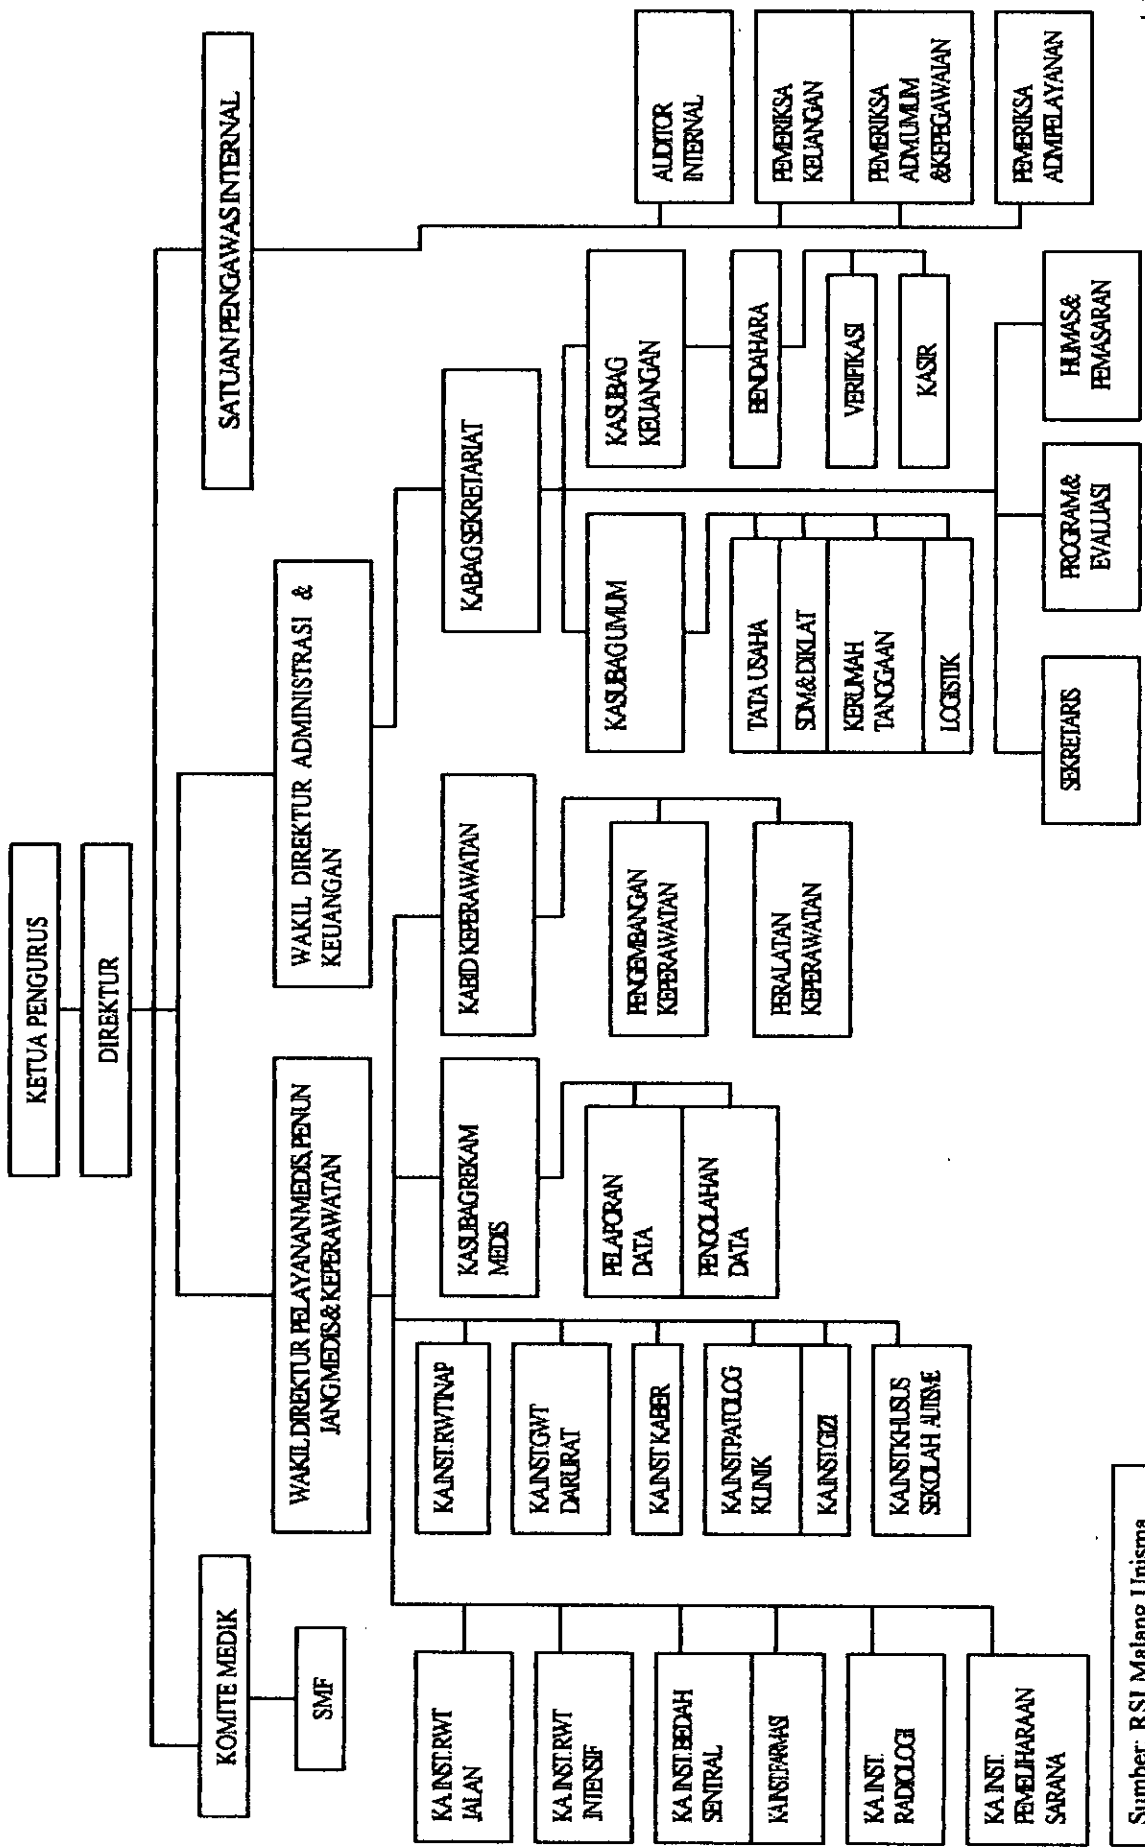 KETUA PENGURUS
DIREKTUR
KOMITE MEDIK
SMF
SATUAN PENGAWAS INTERNAL
WAKIL DIREKTUR PELAYANAN MEDIS, PENUN
JANG MEDIS & KEPERAWATAN
WAKIL DIREKTUR ADMINISTRASI &
KEUANGAN
KA INST. RWT
JALAN
KA INST. RWT
INTENSIF
KA INST. BEDAH
SENTRAL
KA INST. FARMASI
KA INST.
RADIOLOGI
KA INST.
PEMELIHARAAN
SARANA
KA INST. RWT INAP
KA INST. GWT
DARURAT
KA INST KABER
KA INST PATOLOG
KLINIK
KA INST GIZI
KA INST KHUSUS
SEKOLAH AUTISME
KASUBAG REKAM
MEDIS
PELAPORAN
DATA
PENGOLAHAN
DATA
KABID KEPERAWATAN
PENGEMBANGAN
KEPERAWATAN
PERALATAN
KEPERAWATAN
KABAG SEKRETARIAT
KASUBAG UMUM
TATA USAHA
SDM & DIKLAT
KERUMAH
TANGGAAN
LOGISTIK
KASUBAG
KEUANGAN
BENDAHARA
VERIFIKASI
KASIR
SEKRETARIS
PROGRAM &
EVALUASI
HUMAS &
PEMASARAN
AUDITOR
INTERNAL
PEMERIKSA
KEUANGAN
PEMERIKSA
ADM UMUM
& KEPEGAWAIAN
PEMERIKSA
ADM PELAYANAN
Sumber: RSI Malang Unisma